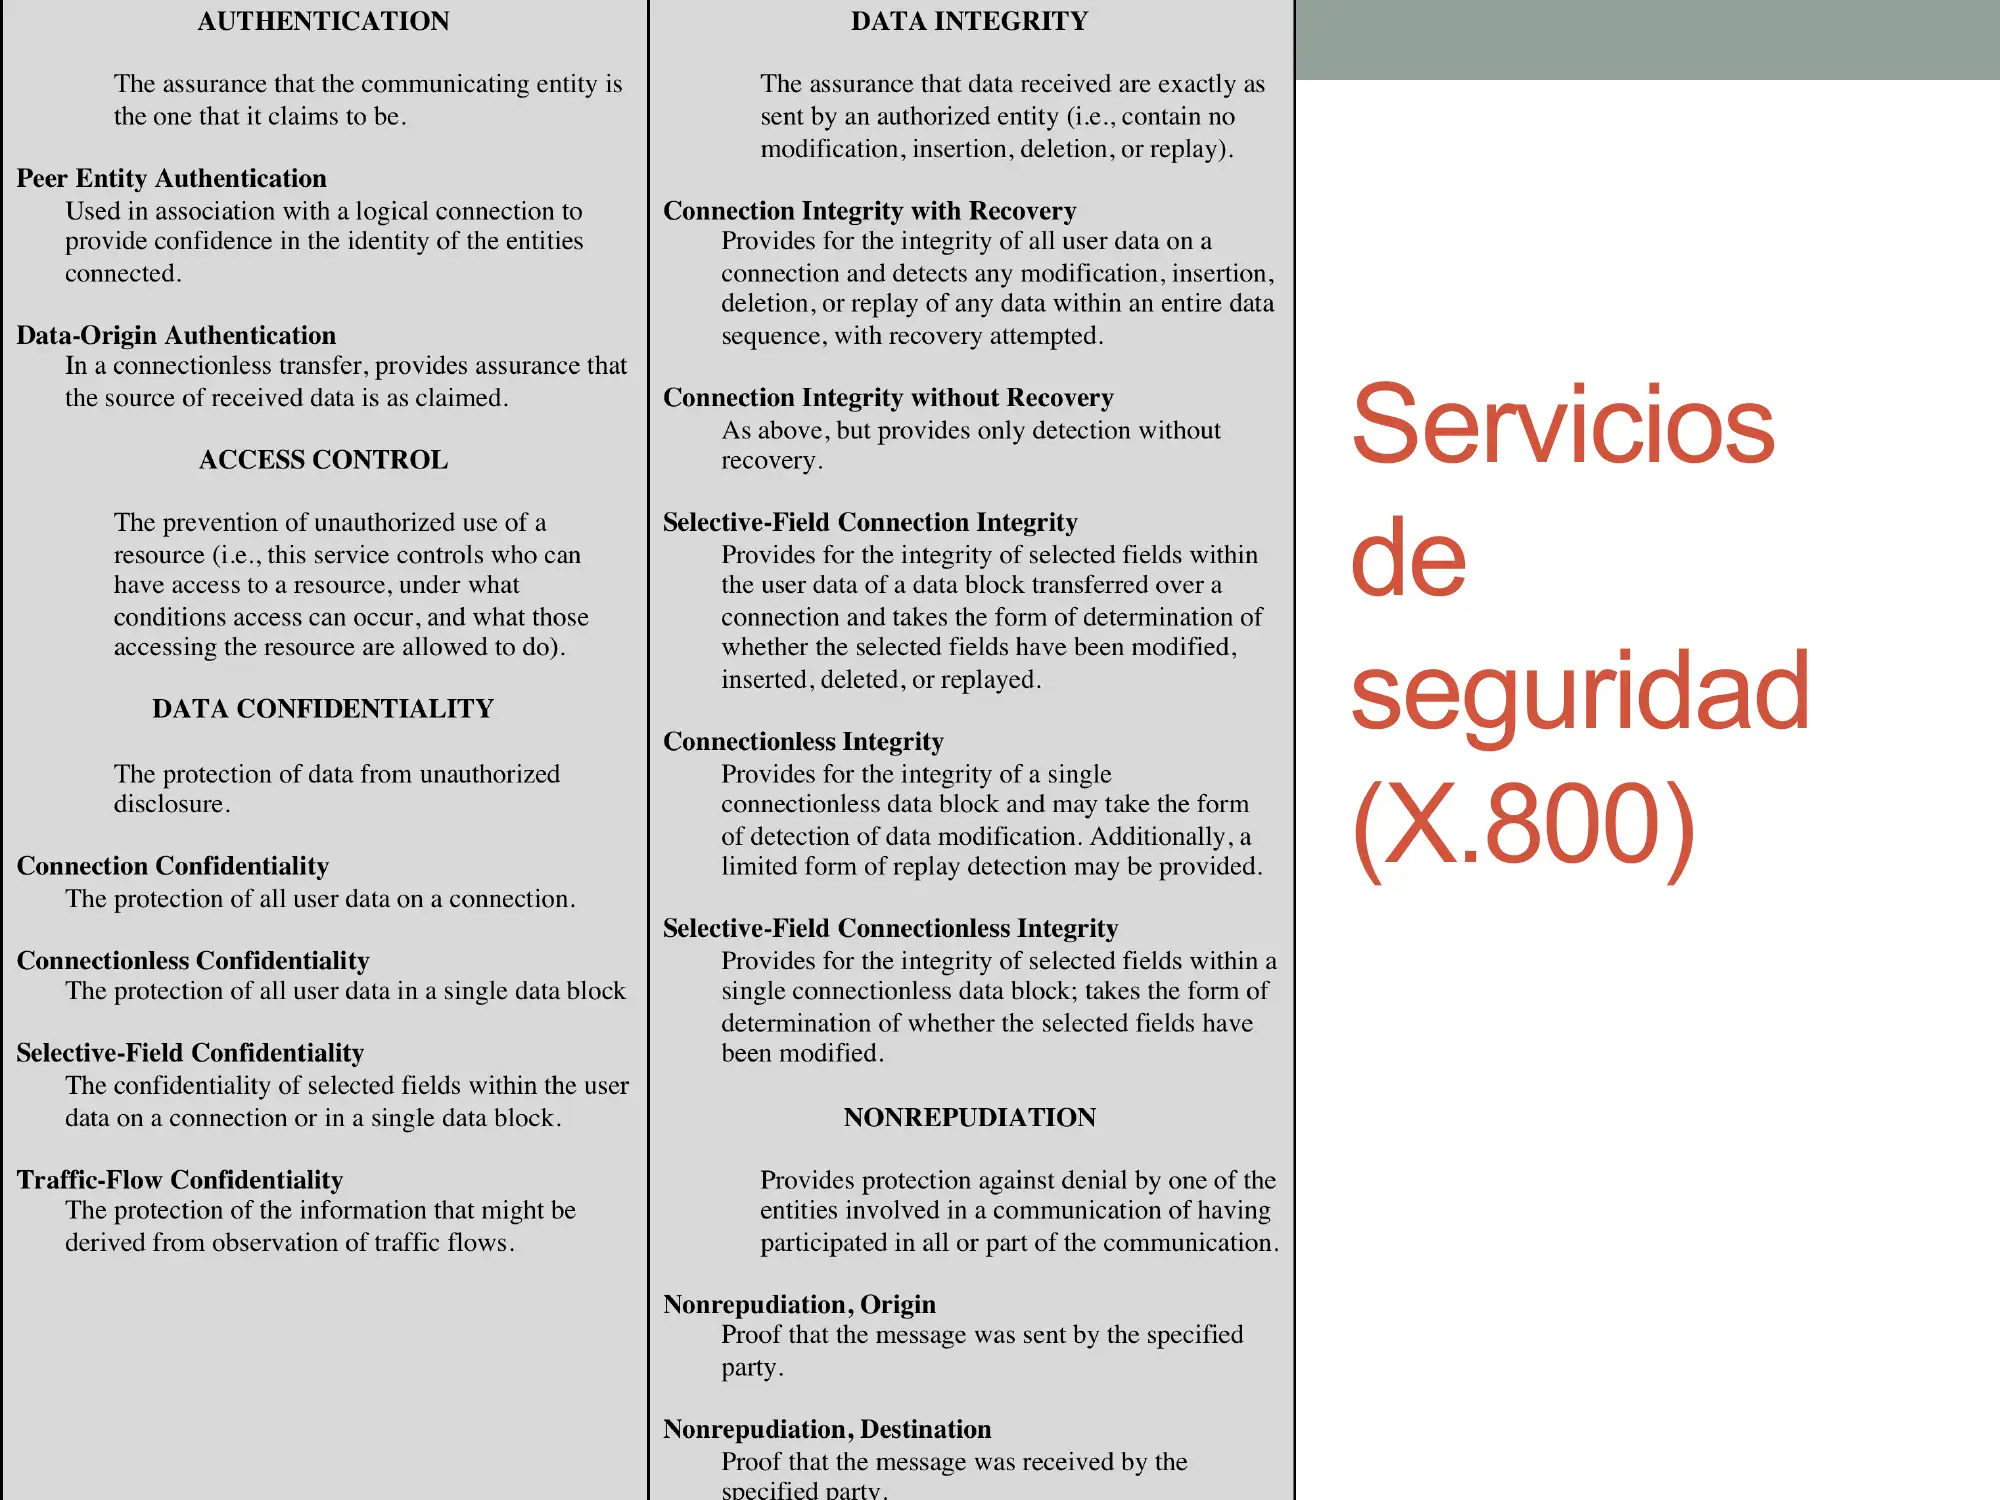 AUTHENTICATION
The assurance that the communicating entity is
the one that it claims to be.
Peer Entity Authentication
Used in association with a logical connection to
provide confidence in the identity of the entities
connected.
Data-Origin Authentication
In a connectionless transfer, provides assurance that
the source of received data is as claimed.
ACCESS CONTROL
The prevention of unauthorized use of a
resource (i.e., this service controls who can
have access to a resource, under what
conditions access can occur, and what those
accessing the resource are allowed to do).
DATA CONFIDENTIALITY
The protection of data from unauthorized
disclosure.
Connection Confidentiality
The protection of all user data on a connection.
Connectionless Confidentiality
The protection of all user data in a single data block
Selective-Field Confidentiality
The confidentiality of selected fields within the user
data on a connection or in a single data block.
Traffic-Flow Confidentiality
The protection of the information that might be
derived from observation of traffic flows.
DATA INTEGRITY
The assurance that data received are exactly as
sent by an authorized entity (i.e., contain no
modification, insertion, deletion, or replay).
Connection Integrity with Recovery
Provides for the integrity of all user data on a
connection and detects any modification, insertion,
deletion, or replay of any data within an entire data
sequence, with recovery attempted.
Connection Integrity without Recovery
As above, but provides only detection without
recovery.
Selective-Field Connection Integrity
Provides for the integrity of selected fields within
the user data of a data block transferred over a
connection and takes the form of determination of
whether the selected fields have been modified,
inserted, deleted, or replayed.
Connectionless Integrity
Provides for the integrity of a single
connectionless data block and may take the form
of detection of data modification. Additionally, a
limited form of replay detection may be provided.
Selective-Field Connectionless Integrity
Provides for the integrity of selected fields within a
single connectionless data block; takes the form of
determination of whether the selected fields have
been modified.
NONREPUDIATION
Provides protection against denial by one of the
entities involved in a communication of having
participated in all or part of the communication.
Nonrepudiation, Origin
Proof that the message was sent by the specified
party.
Nonrepudiation, Destination
Proof that the message was received by the
specified party.
Servicios
de
seguridad
(X.800)